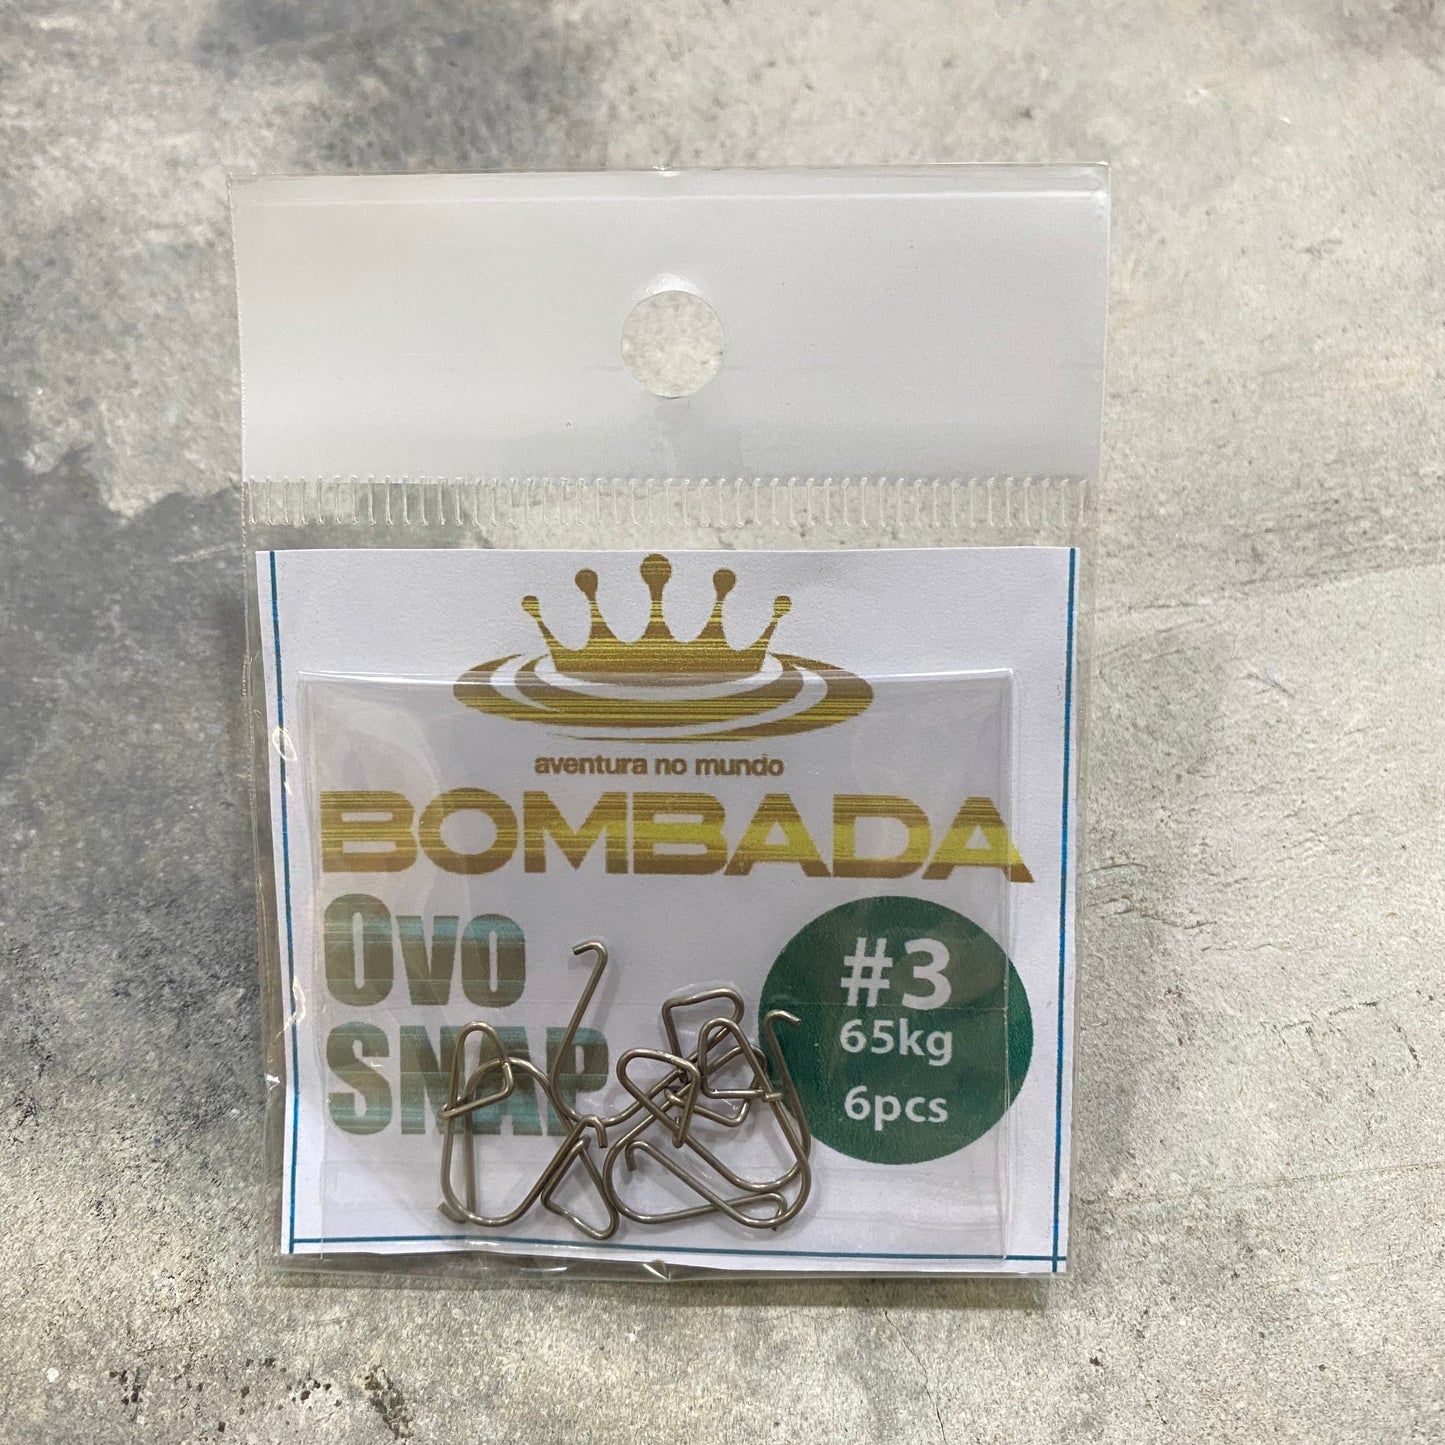 aventura no mundo
BOMBADA
Ovo
SNAP
#3
65kg
6pcs